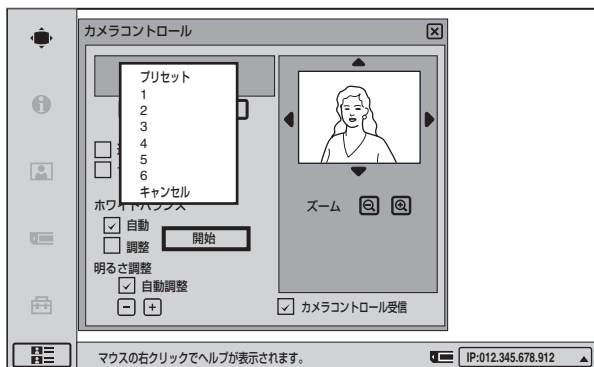 カメラコントロール
プリセット
1
2
3
4
5
6
キャンセル
ホワイトバランス
自動
調整
開始
明るさ調整
自動調整
ズーム
カメラコントロール受信
マウスの右クリックでヘルプが表示されます。
IP:012.345.678.912